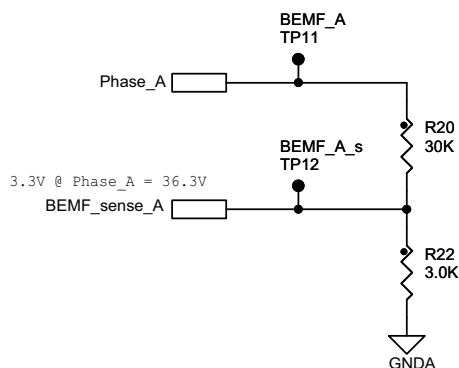 BEMF_A
TP11
Phase_A
R20
30K
BEMF_A_s
TP12
3.3V @ Phase_A = 36.3V
BEMF_sense_A
R22
3.0K
GNDA